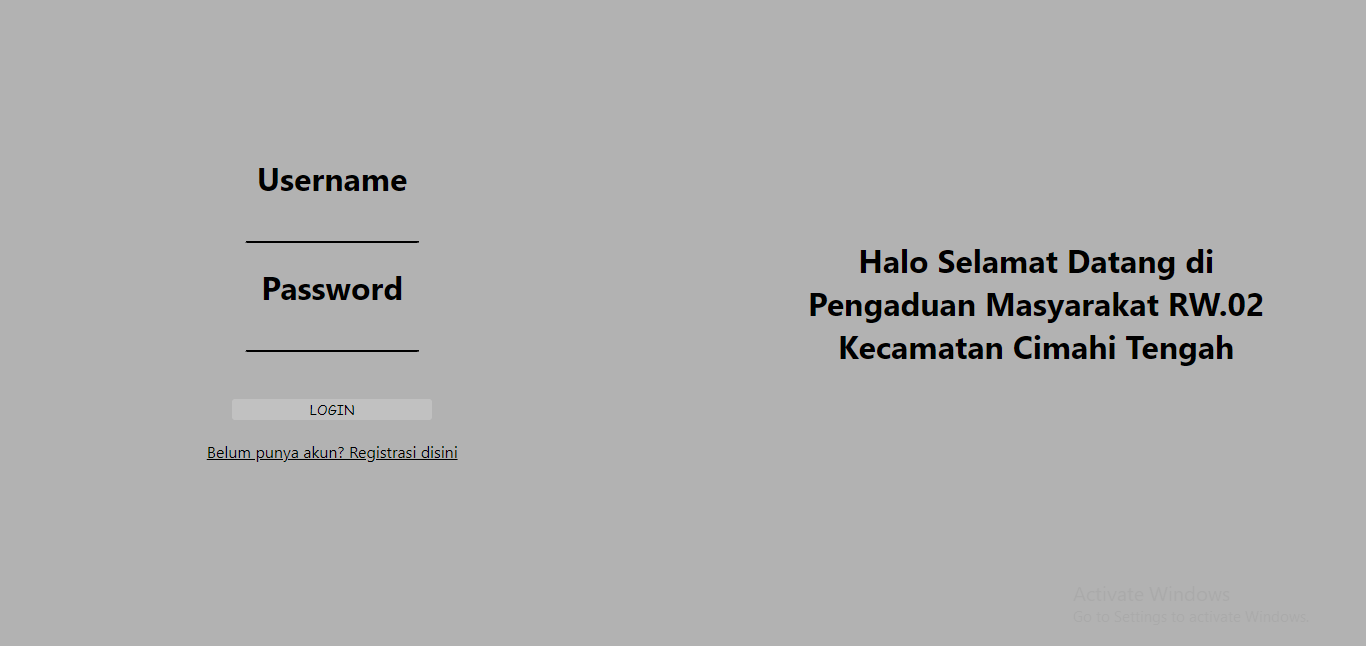 Username
Password
LOGIN
Belum punya akun? Registrasi disini
Halo Selamat Datang di
Pengaduan Masyarakat RW.02
Kecamatan Cimahi Tengah
Activate Windows
Go to Settings to activate Windows.